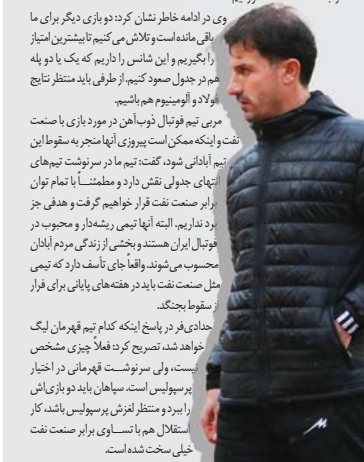 وی در ادامه خاطر نشان کرد: دو بازی دیگر برای ما
باقی مانده است و تلاش می کنیم تا بیشترین امتیاز
را بگیریم و این شانس را داریم که یک یا دو پله
هم در جدول صعود کنیم. از طرفی باید منتظر نتایج
فولاد و آلومینیوم هم باشیم.
مربی تیم فوتبال ذوب‌آهن در مورد بازی با صنعت
نفت و اینکه ممکن است پیروزی آنها منجر به سقوط این
تیم آبادانی شود، گفت: تیم ما در سرنوشت تیم‌های
انتهای جدولی نقش دارد و مطمئنــاً با تمام توان
برابر صنعت نفت قرار خواهیم گرفت و هدفی جز
برد نداریم. البته آنها تیمی ریشه‌دار و محبوب در
فوتبال ایران هستند و بخشی از زندگی مردم آبادان
محسوب می‌شوند. واقعاً جای تأسف دارد که تیمی
مثل صنعت نفت باید در هفته‌های پایانی برای فرار
از سقوط بجنگد.
حدادی‌فر در پاسخ اینکه کدام تیم قهرمان لیگ
خواهد شد، تصریح کرد: فعلاً چیزی مشخص
نیست، ولی سرنوشــت قهرمانی در اختیار
پرسپولیس است. سپاهان باید دو بازی‌اش
را ببرد و منتظر لغزش پرسپولیس باشد، کار
استقلال هم با تســاوی برابر صنعت نفت
خیلی سخت شده است.